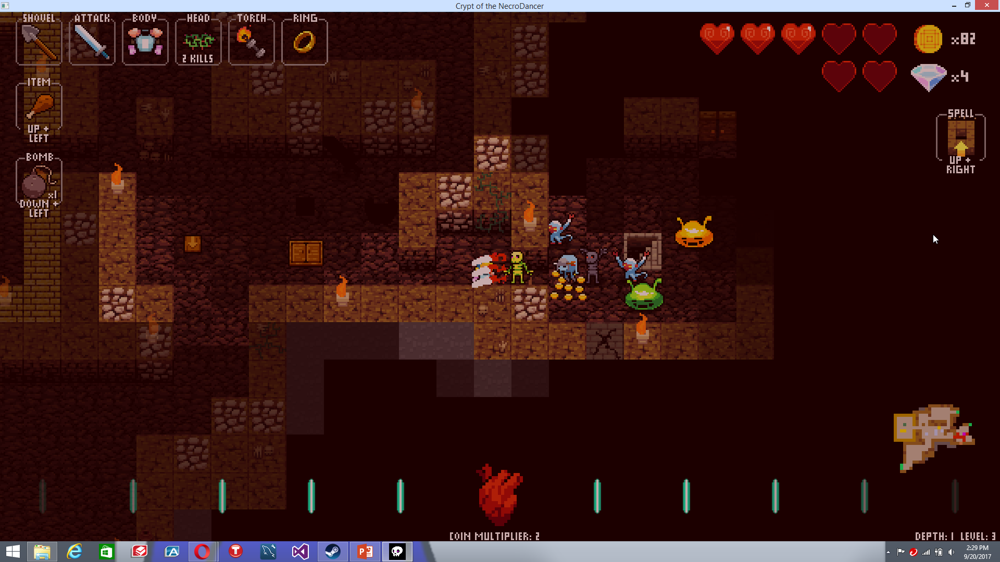 Crypt of the NecroDancer
SHOVEL ATTACK BODY HEAD TORCH RING
2 KILLS
x82
ITEM
x4
UP +
LEFT
SPELL
BOMB
UP +
RIGHT
x1
DOWN +
LEFT
COIN MULTIPLIER: 2
DEPTH: 1 LEVEL: 3
2:29 PM
9/20/2017